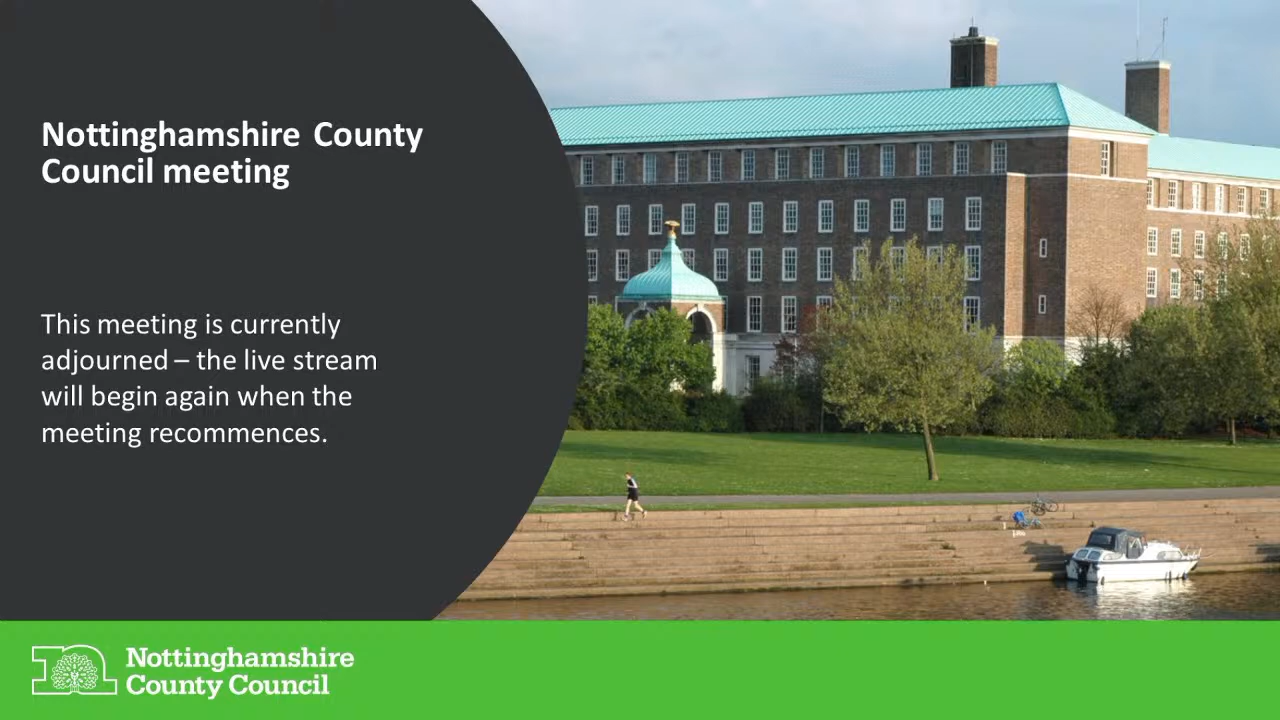 Nottinghamshire County
Council meeting
This meeting is currently
adjourned – the live stream
will begin again when the
meeting recommences.
Nottinghamshire
County Council